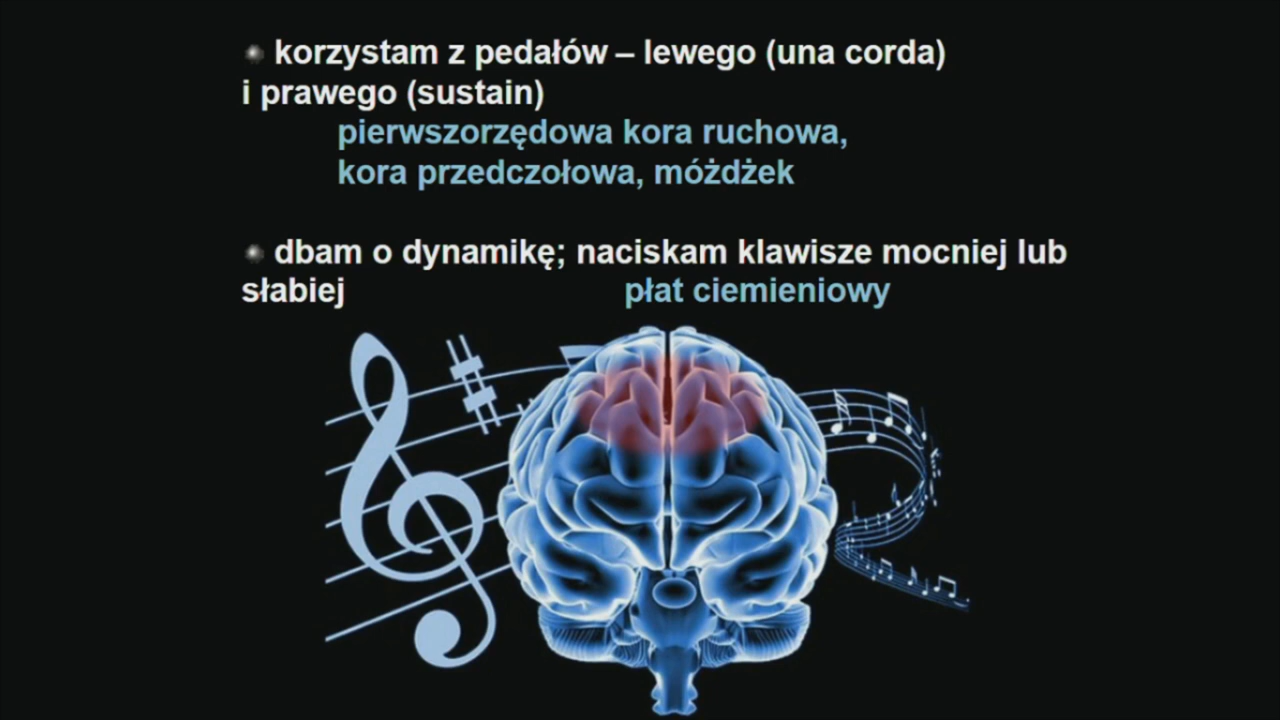 korzystam z pedałów – lewego (una corda)
i prawego (sustain)
pierwszorzędowa kora ruchowa,
kora przedczołowa, móżdżek
dbam o dynamikę; naciskam klawisze mocniej lub
słabiej płat ciemieniowy